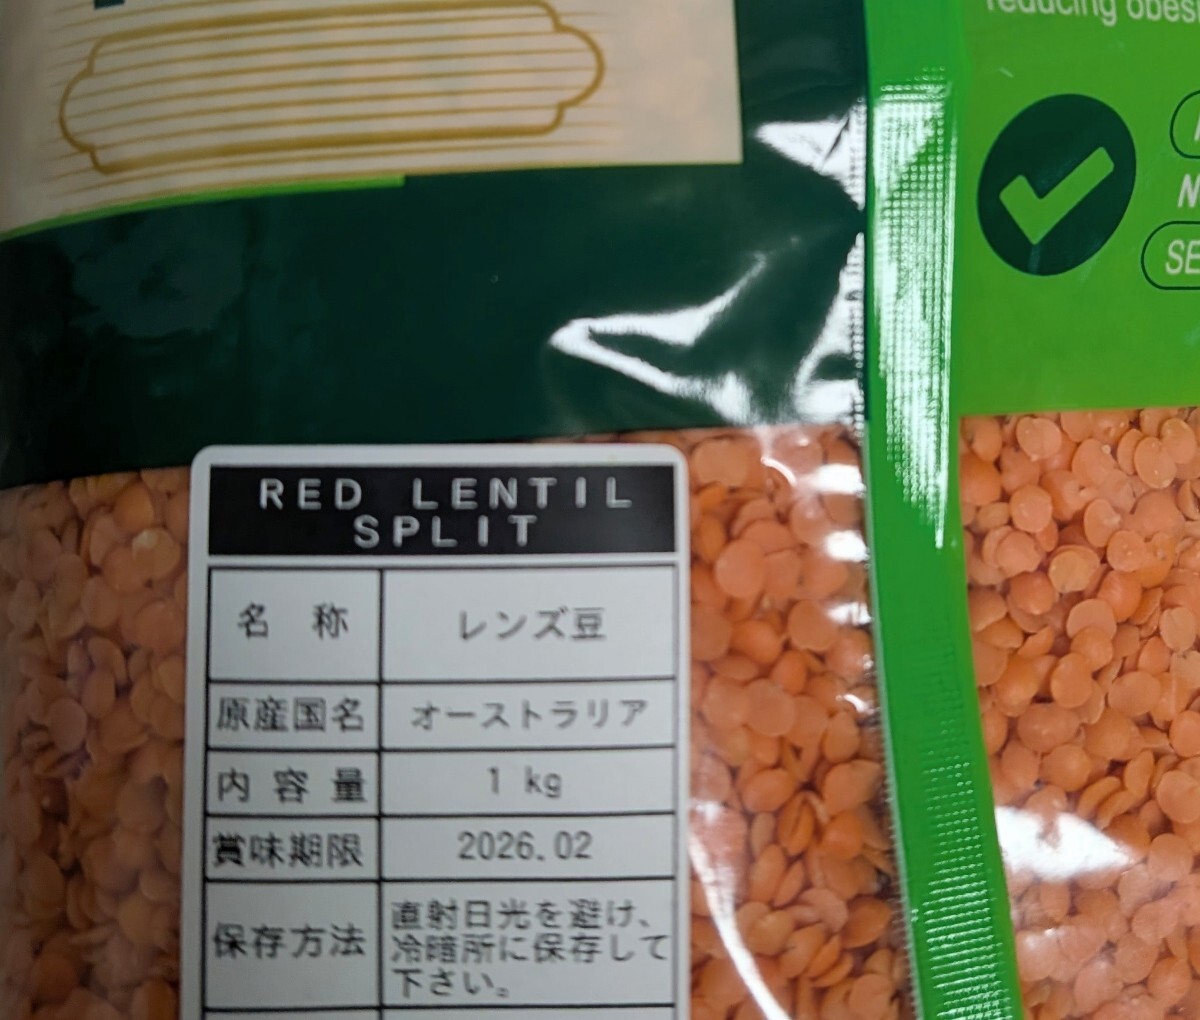 reducing obesi
SE
RED LENTIL
SPLIT
名 称 レンズ豆
原産国名 オーストラリア
内容量 1 kg
賞味期限 2026.02
保存方法 直射日光を避け、
冷暗所に保存して
下さい。